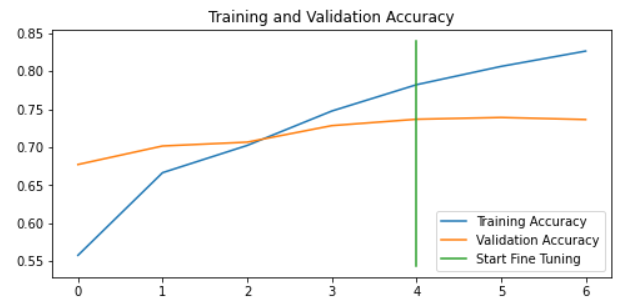 Training and Validation Accuracy
0.85
0.80
0.75
0.70
0.65
0.60
0.55
0 1 2 3 4 5 6
Training Accuracy
Validation Accuracy
Start Fine Tuning